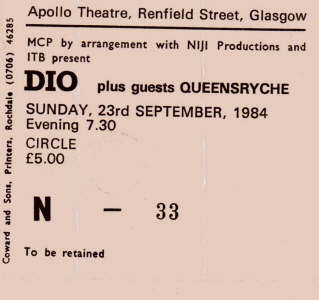 Apollo Theatre, Renfield Street, Glasgow
MCP by arrangement with NIJI Productions and
ITB present
DIO plus guests QUEENSRYCHE
SUNDAY, 23rd SEPTEMBER, 1984
Evening 7.30
CIRCLE
£5.00
N – 33
To be retained
Coward and Sons, Printers, Rochdale (0706) 46285